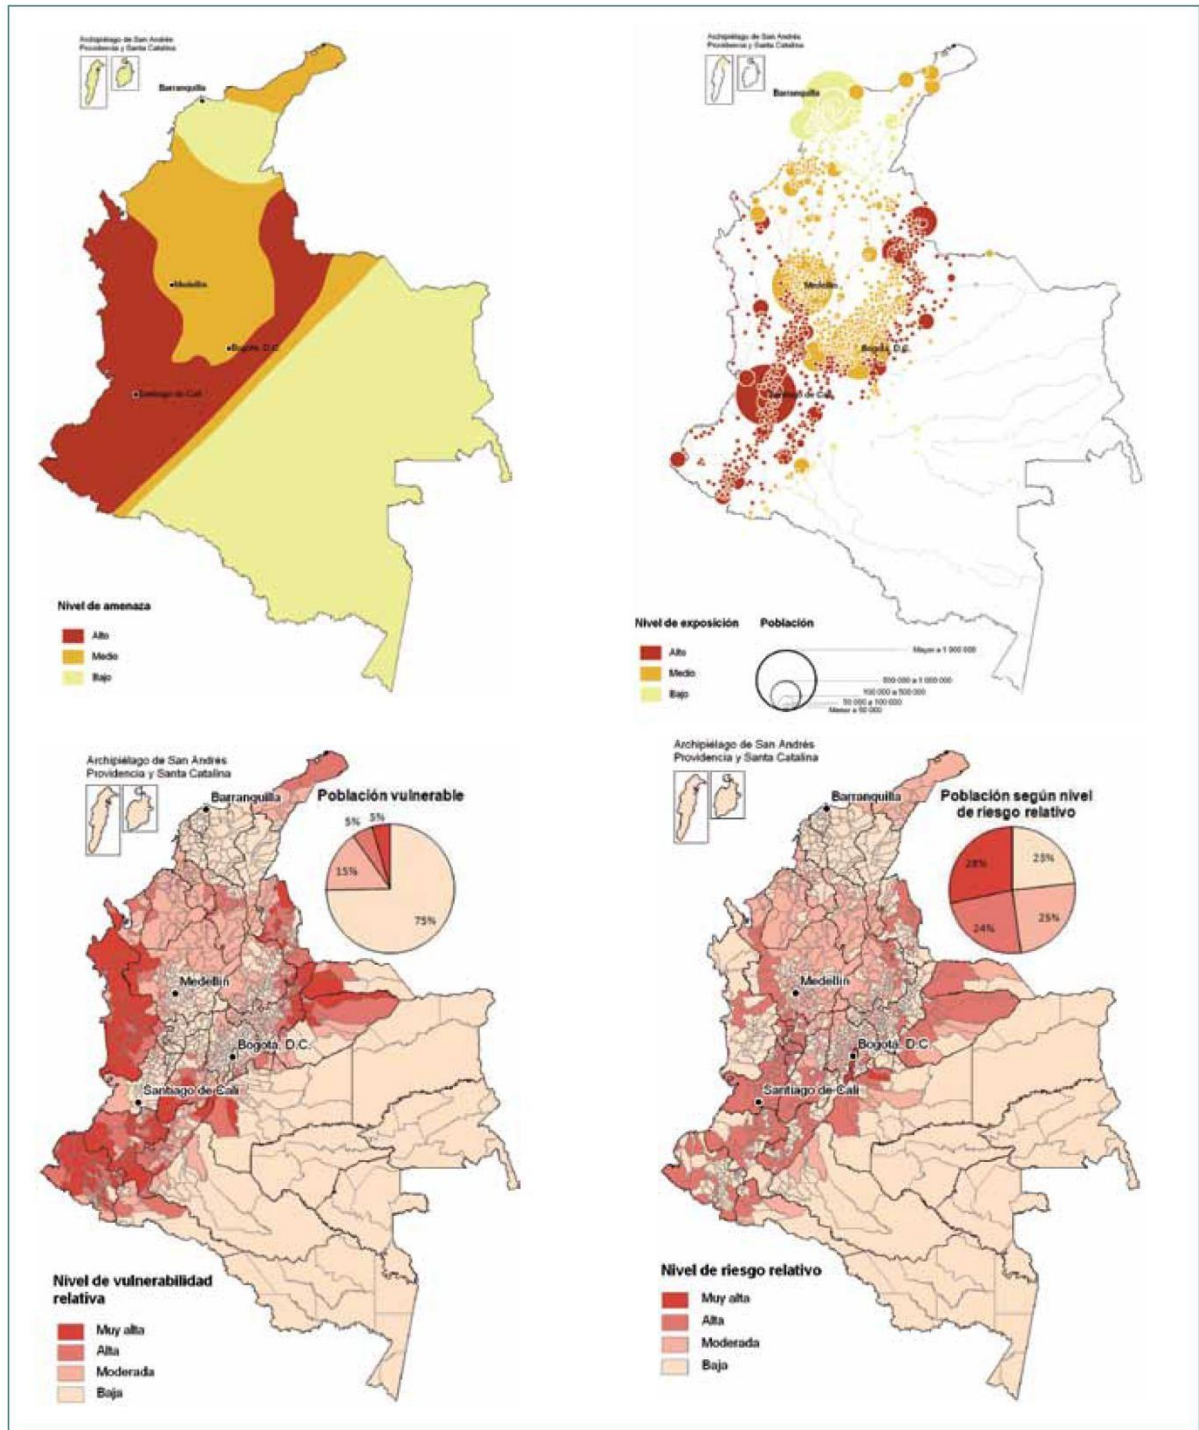 Archipiélago de San Andrés
Providencia y Santa Catalina
Barranquilla
Medellín
Bogotá, D.C.
Santiago de Cali
Nivel de amenaza
Alto
Medio
Bajo
Archipiélago de San Andrés
Providencia y Santa Catalina
Barranquilla
Medellín
Bogotá, D.C.
Santiago de Cali
Nivel de exposición
Alto
Medio
Bajo
Población
Mayor a 1 000 000
500 000 a 1 000 000
100 000 a 500 000
50 000 a 100 000
Menor a 50 000
Archipiélago de San Andrés
Providencia y Santa Catalina
Barranquilla
Población vulnerable
5%
5%
15%
75%
Medellín
Bogotá, D.C.
Santiago de Cali
Nivel de vulnerabilidad
relativa
Muy alta
Alta
Moderada
Baja
Archipiélago de San Andrés
Providencia y Santa Catalina
Barranquilla
Población según nivel
de riesgo relativo
28%
23%
24%
25%
Medellín
Bogotá, D.C
Santiago de Cali
Nivel de riesgo relativo
Muy alta
Alta
Moderada
Baja